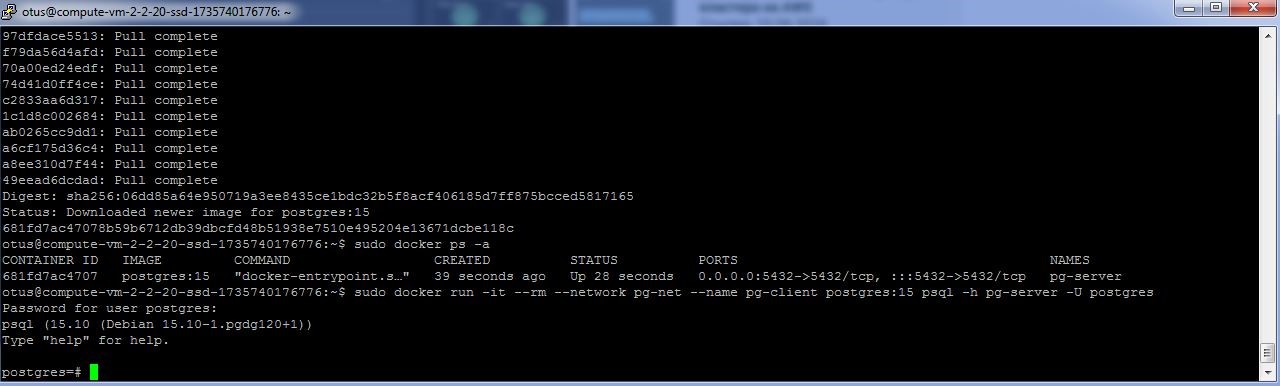 otus@compute-vm-2-2-20-ssd-1735740176776: ~
кластера на AWS
97dfdace5513: Pull complete
f79da56d4afd: Pull complete
70a00ed24edf: Pull complete
74d41d0ff4ce: Pull complete
c2833aa6d317: Pull complete
1c1d8c002684: Pull complete
ab0265cc9dd1: Pull complete
a6cf175d36c4: Pull complete
a8ee310d7f44: Pull complete
49eead6dcdad: Pull complete
Digest: sha256:06dd85a64e950719a3ee8435ce1bdc32b5f8acf406185d7ff875bcced5817165
Status: Downloaded newer image for postgres:15
681fd7ac47078b59b6712db39dbcfd48b51938e7510e495204e13671dcbe118c
otus@compute-vm-2-2-20-ssd-1735740176776:~$ sudo docker ps -a
CONTAINER ID   IMAGE         COMMAND                  CREATED          STATUS          PORTS                                       NAMES
681fd7ac4707   postgres:15   "docker-entrypoint.s…"   39 seconds ago   Up 28 seconds   0.0.0.0:5432->5432/tcp, :::5432->5432/tcp   pg-server
otus@compute-vm-2-2-20-ssd-1735740176776:~$ sudo docker run -it --rm --network pg-net --name pg-client postgres:15 psql -h pg-server -U postgres
Password for user postgres:
psql (15.10 (Debian 15.10-1.pgdg120+1))
Type "help" for help.
postgres=#